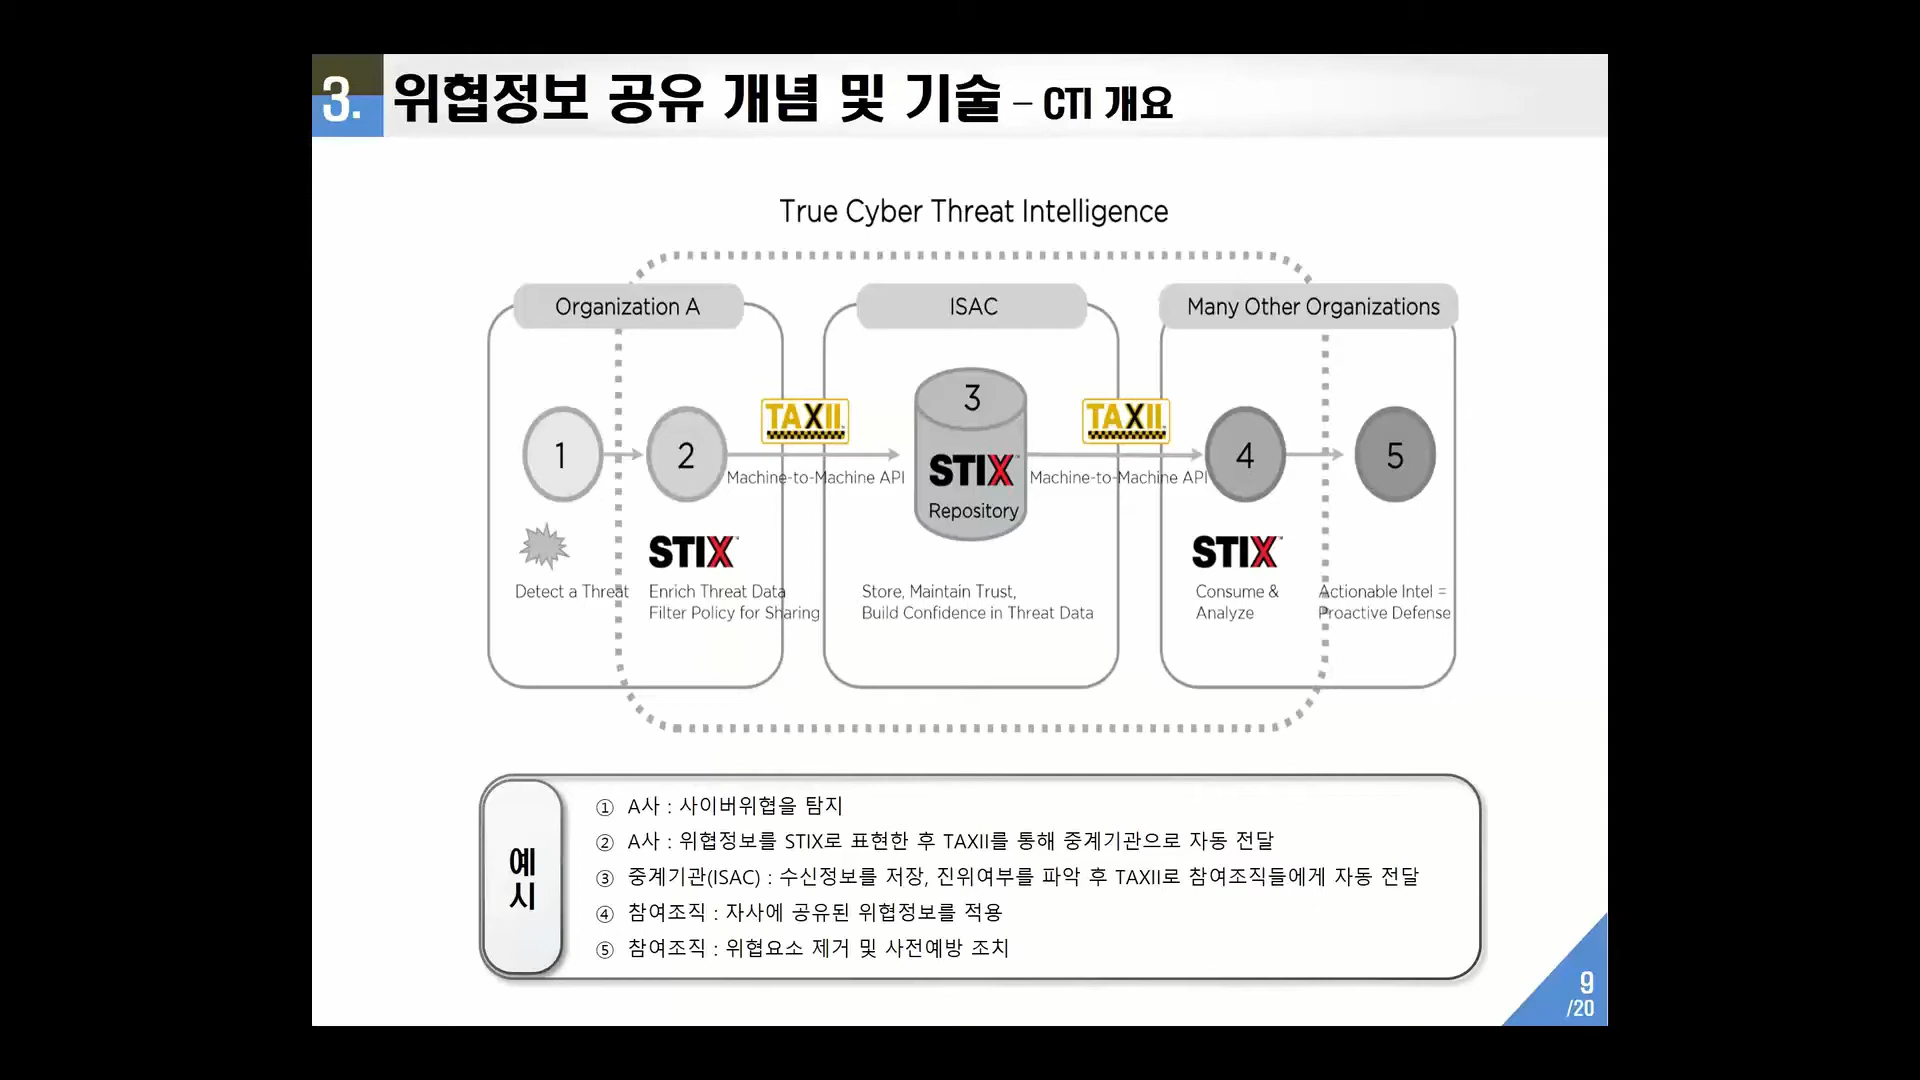 3. 위협정보 공유 개념 및 기술 – CTI 개요
True Cyber Threat Intelligence
Organization A
ISAC
Many Other Organizations
1
2
TAXII
Machine-to-Machine API
3
STIX
Repository
TAXII
Machine-to-Machine API
4
5
STIX
STIX
Detect a Threat
Enrich Threat Data
Filter Policy for Sharing
Store, Maintain Trust,
Build Confidence in Threat Data
Consume &
Analyze
Actionable Intel =
Proactive Defense
예
시
① A사 : 사이버위협을 탐지
② A사 : 위협정보를 STIX로 표현한 후 TAXII를 통해 중계기관으로 자동 전달
③ 중계기관(ISAC) : 수신정보를 저장, 진위여부를 파악 후 TAXII로 참여조직들에게 자동 전달
④ 참여조직 : 자사에 공유된 위협정보를 적용
⑤ 참여조직 : 위협요소 제거 및 사전예방 조치
9
/20